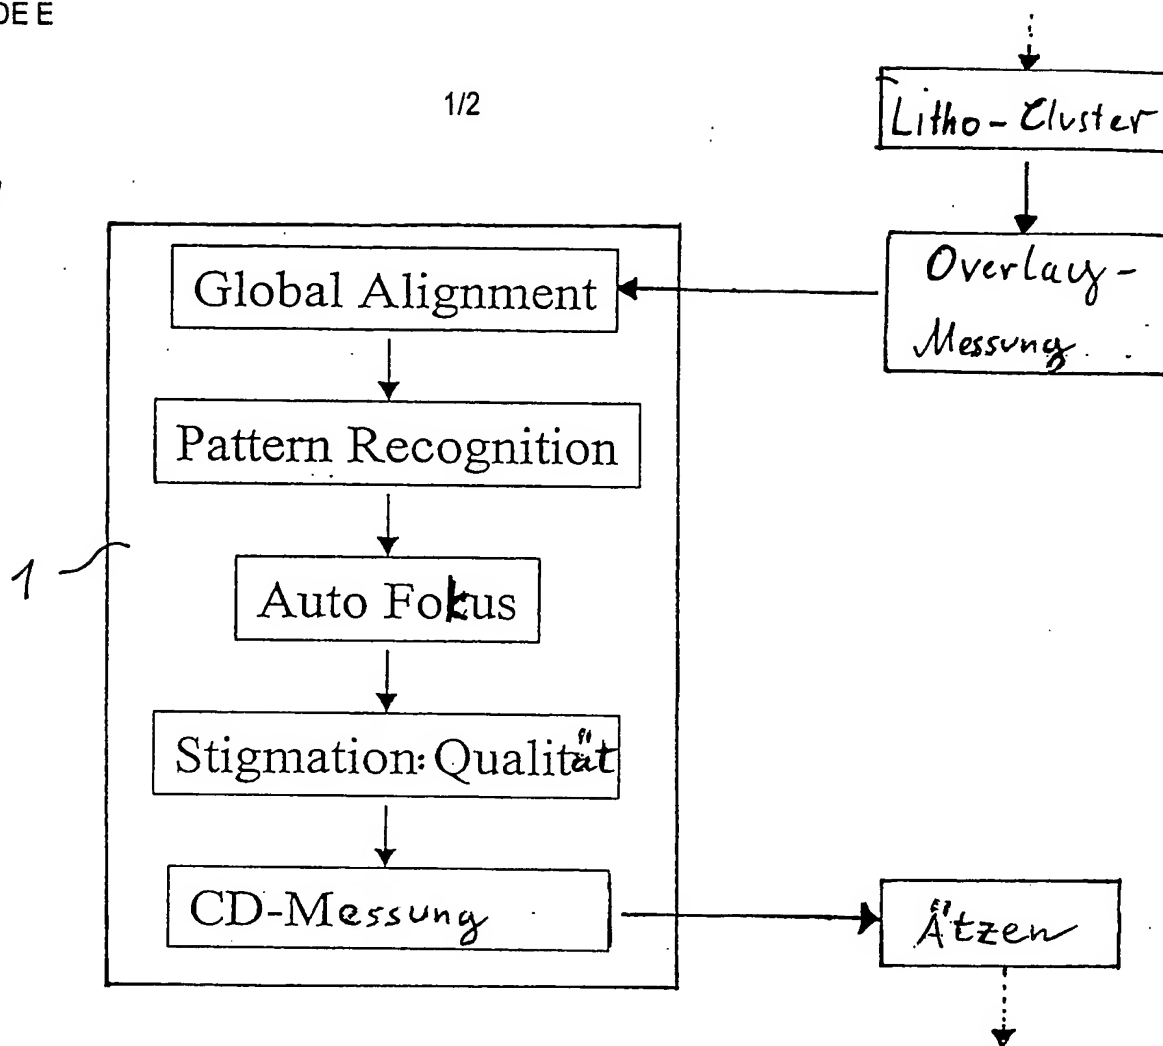 DE E
1/2
Litho-Cluster
Overlay-
Messung
Global Alignment
Pattern Recognition
Auto Fokus
1
Stigmation: Qualität
CD-Messung
Ätzen